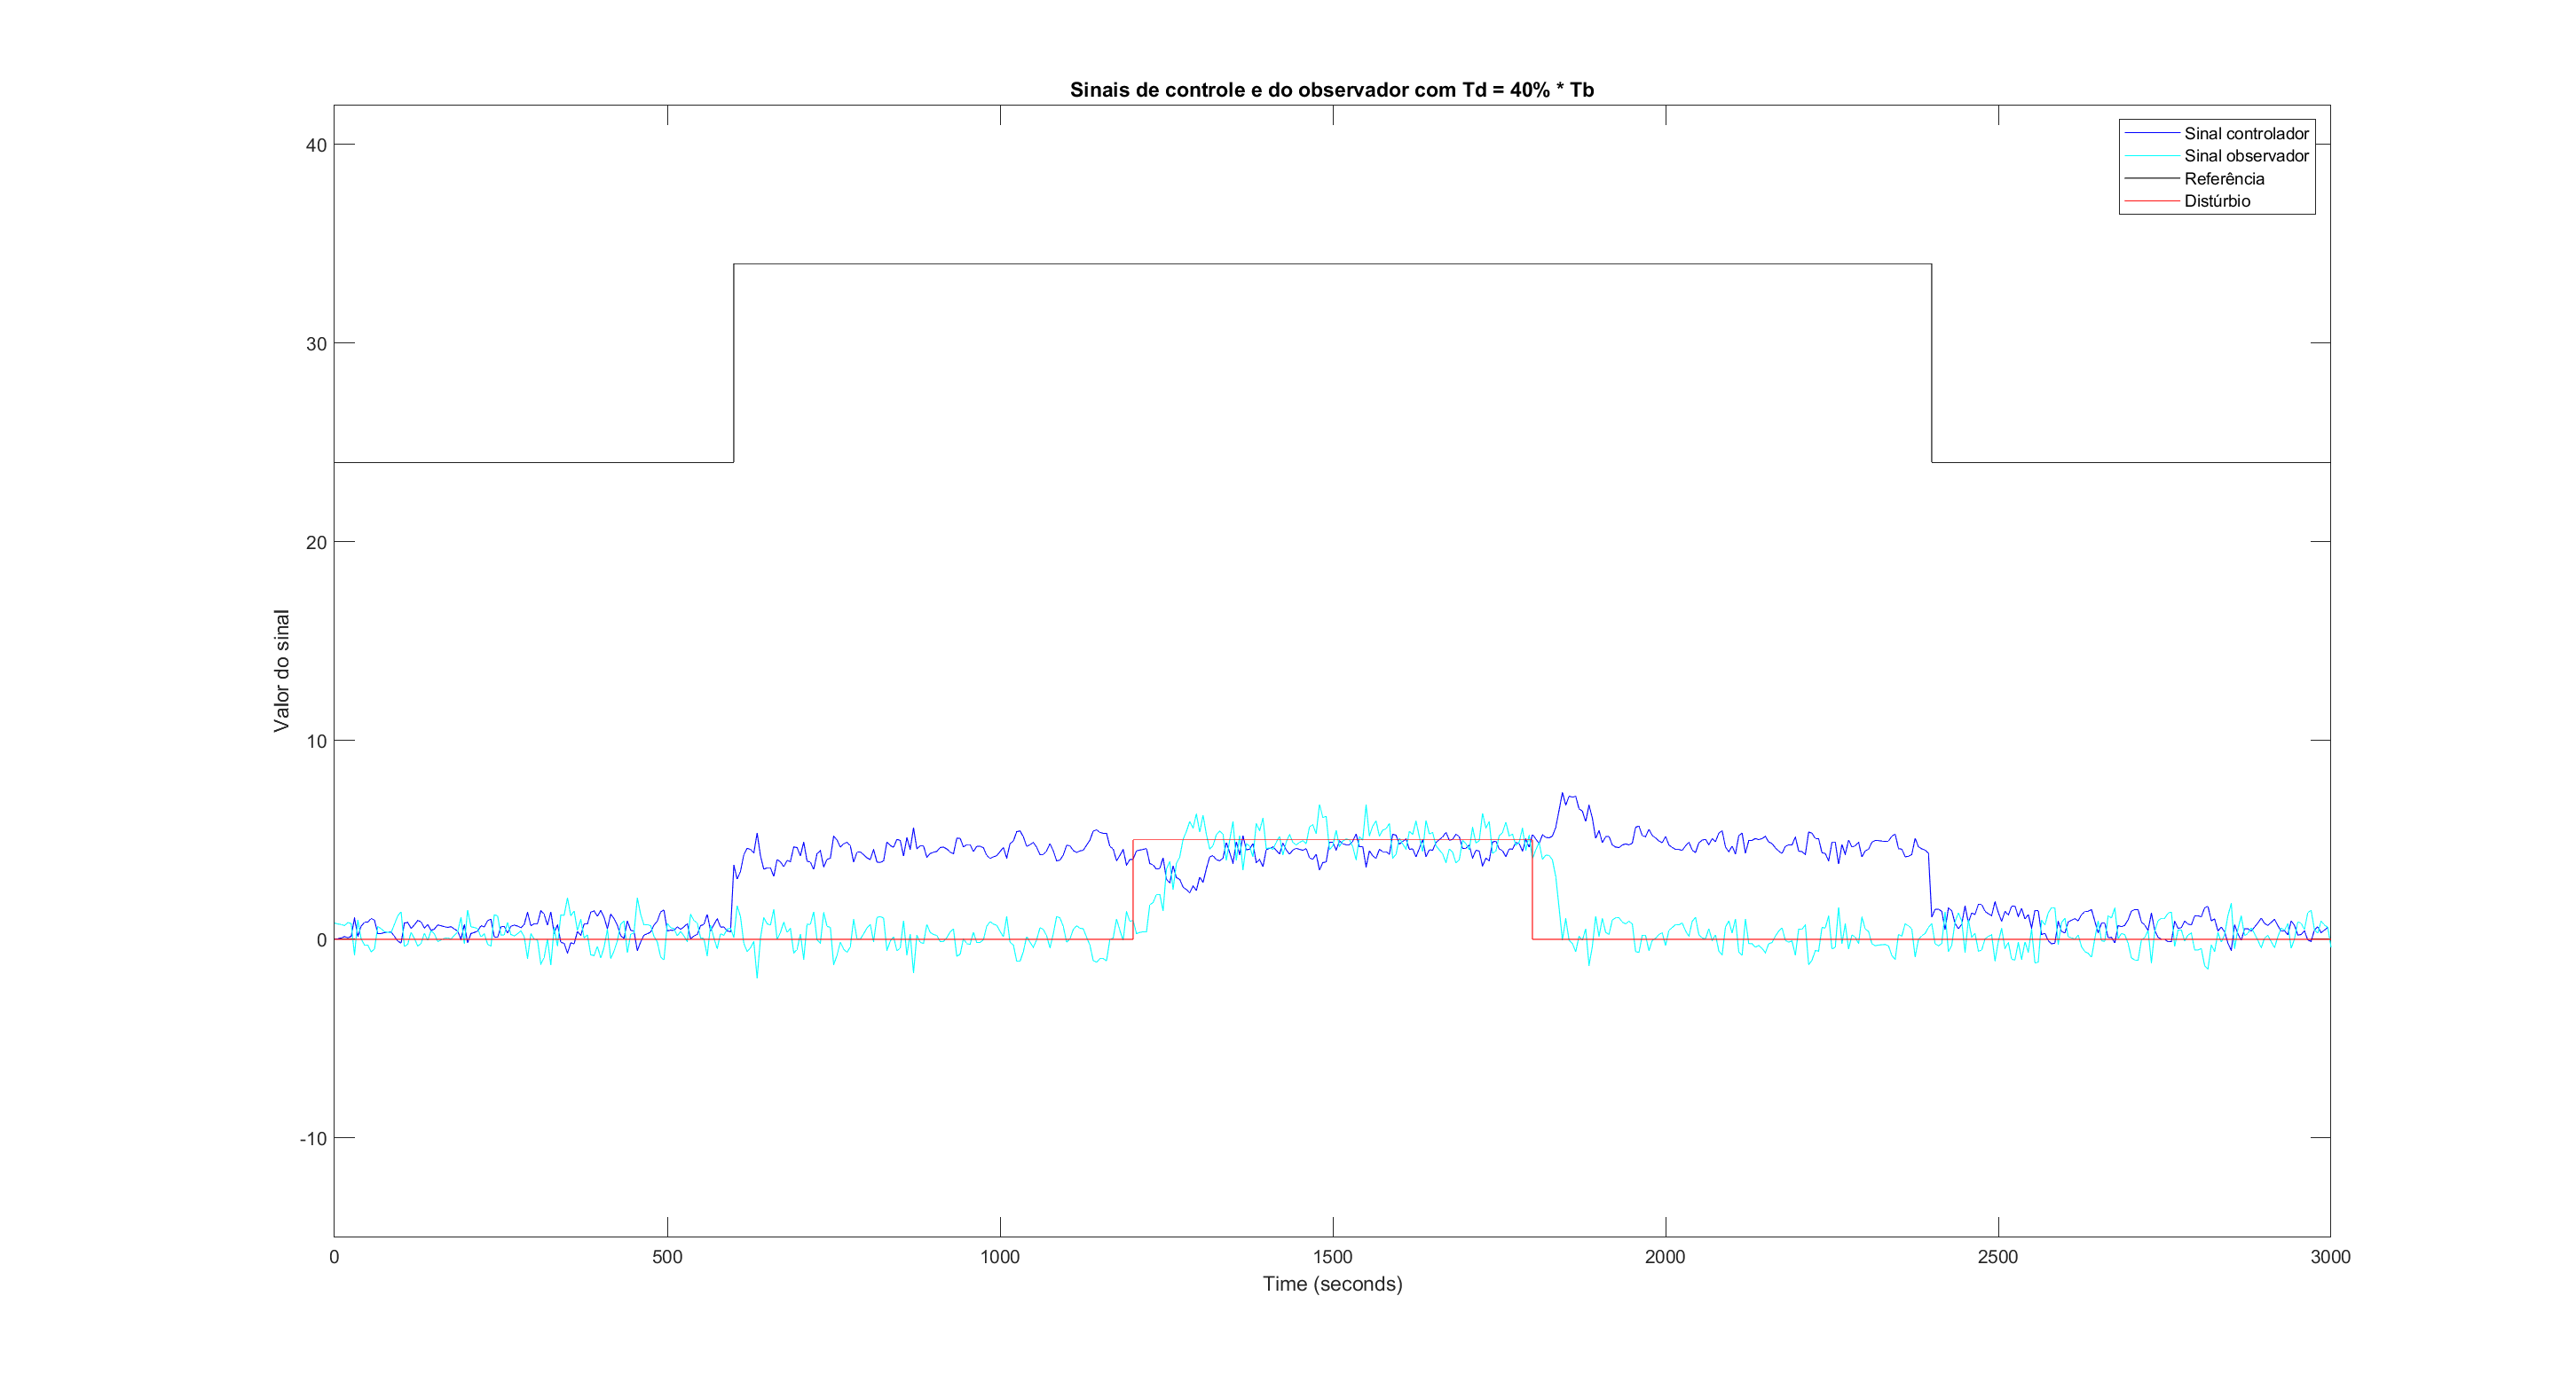 Sinais de controle e do observador com Td = 40% * Tb
Sinal controlador
Sinal observador
Referência
Distúrbio
40
30
20
10
0
-10
Valor do sinal
0
500
1000
1500
2000
2500
3000
Time (seconds)